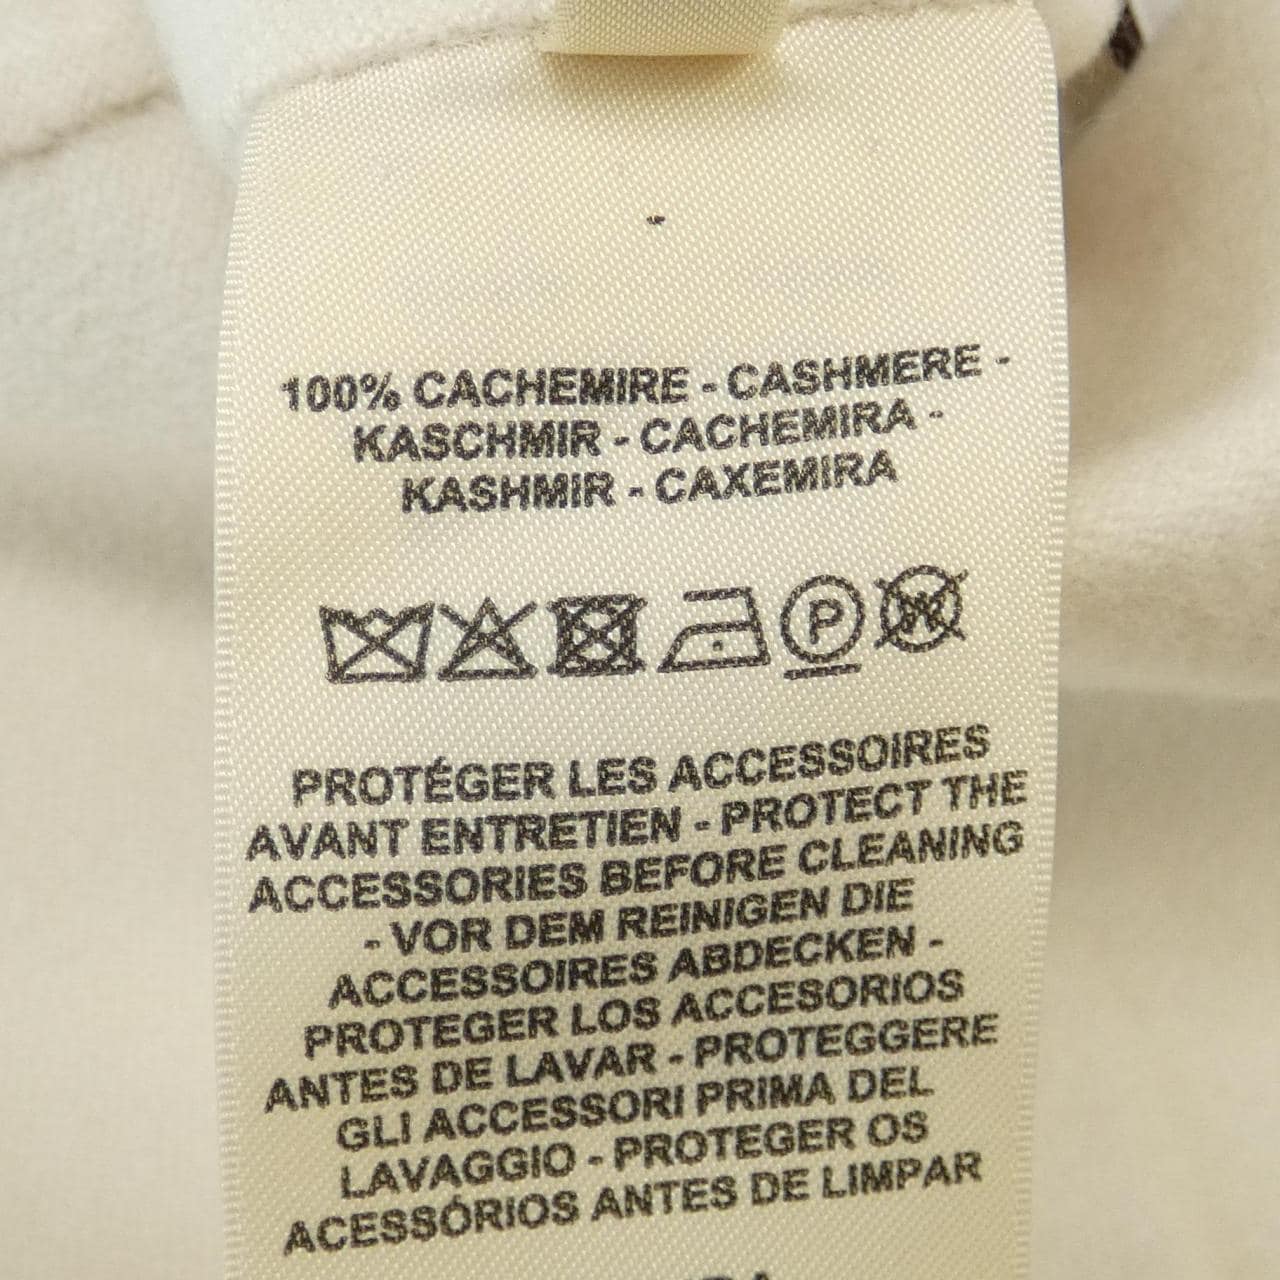 100% CACHEMIRE - CASHMERE -
KASCHMIR - CACHEMIRA -
KASHMIR - CAXEMIRA
P W
PROTÉGER LES ACCESSOIRES
AVANT ENTRETIEN - PROTECT THE
ACCESSORIES BEFORE CLEANING
- VOR DEM REINIGEN DIE
ACCESSOIRES ABDECKEN -
PROTEGER LOS ACCESORIOS
ANTES DE LAVAR - PROTEGGERE
GLI ACCESSORI PRIMA DEL
LAVAGGIO - PROTEGER OS
ACESSÓRIOS ANTES DE LIMPAR